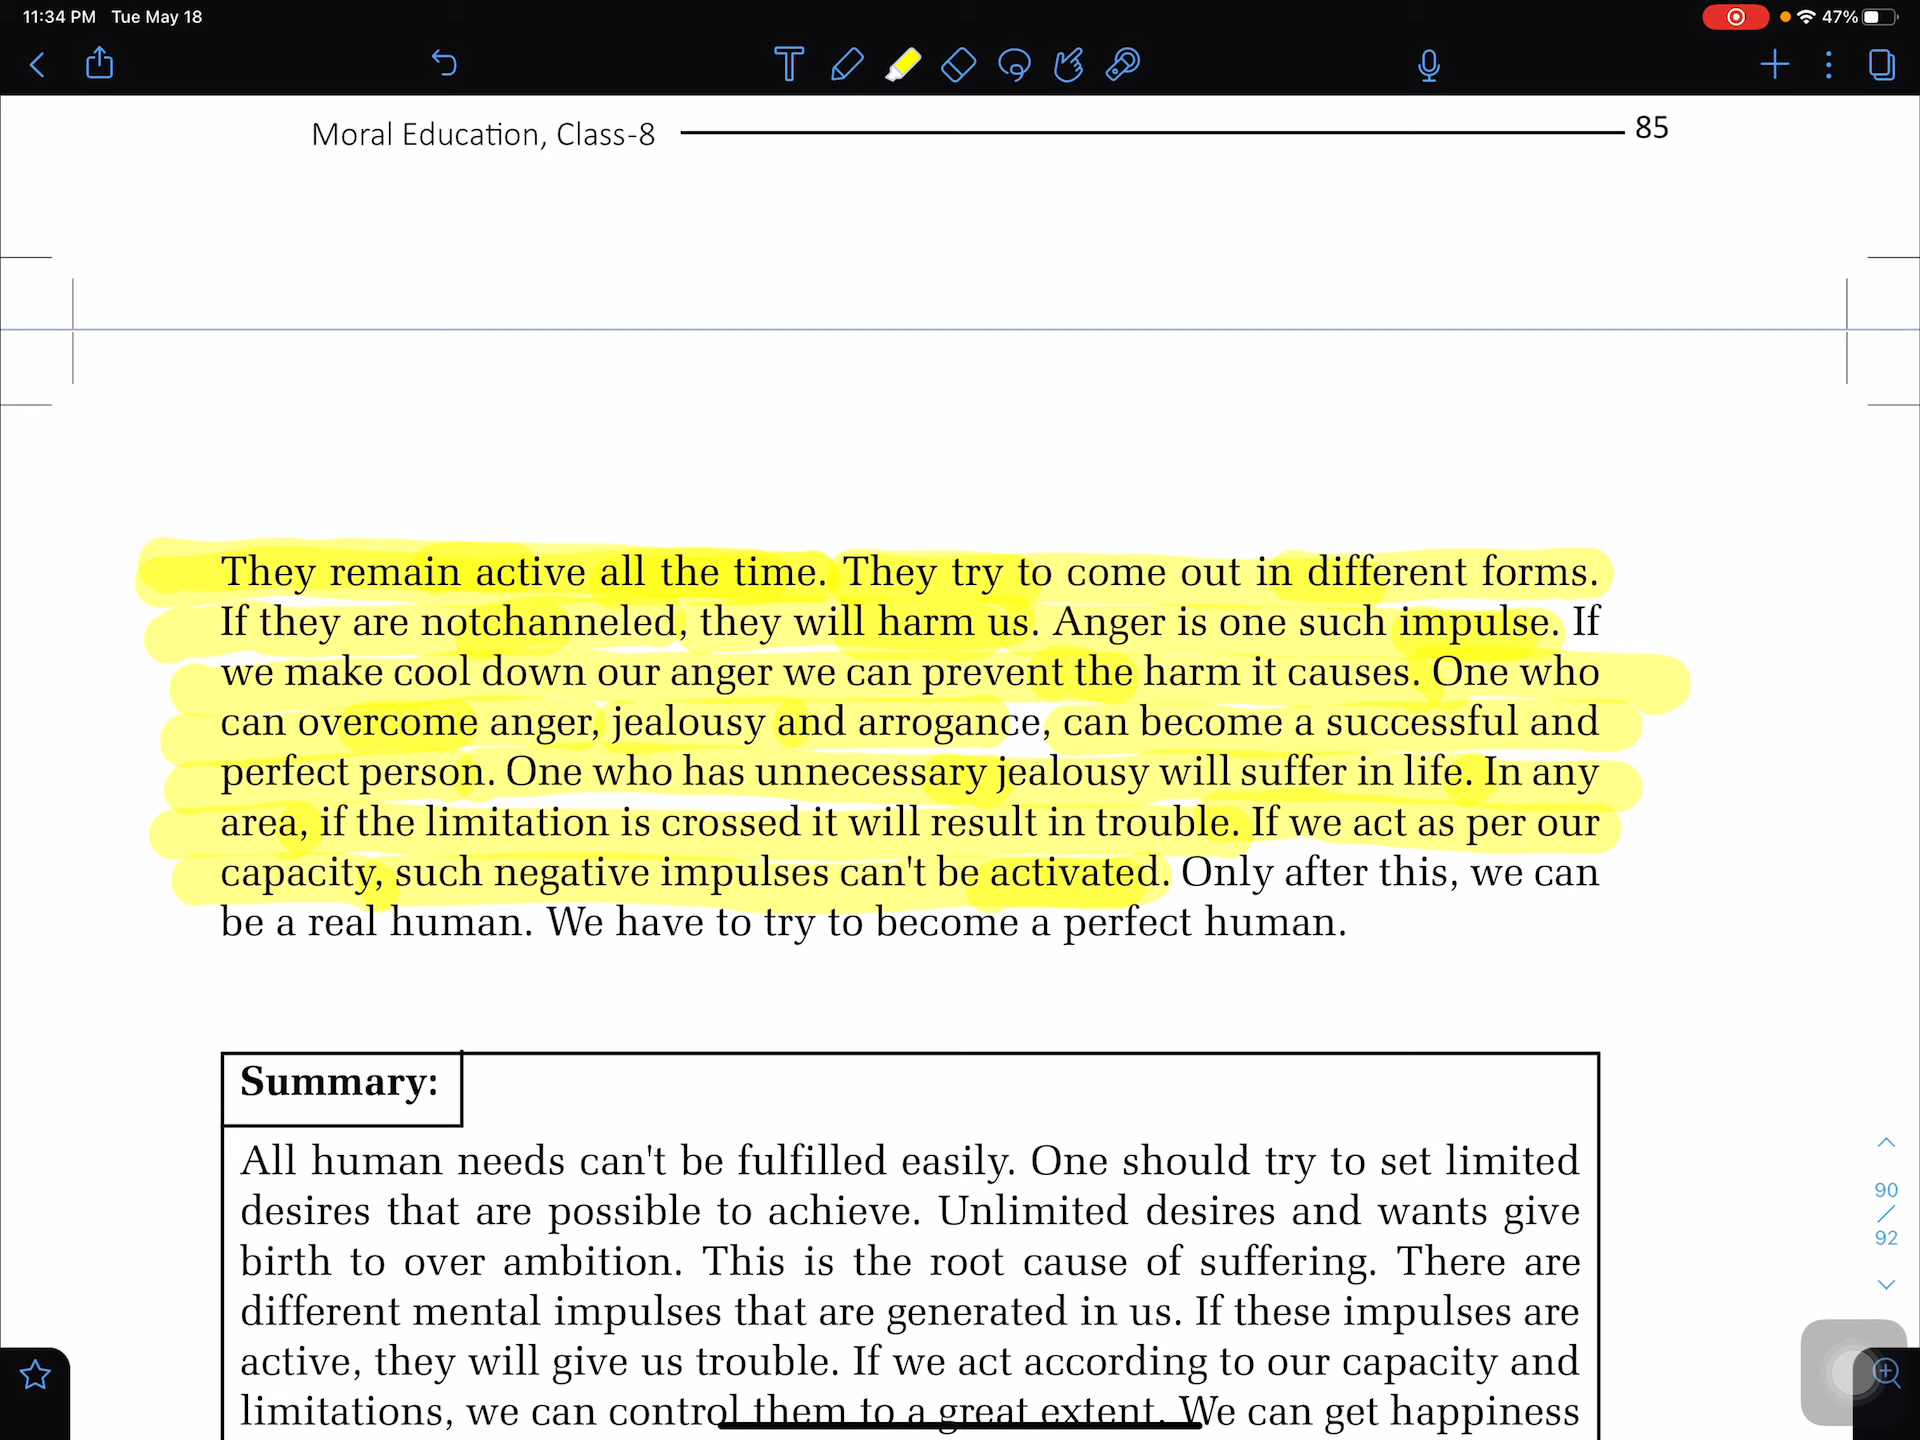 11:34 PM Tue May 18
47%
Moral Education, Class-8
85
They remain active all the time. They try to come out in different forms.
If they are notchanneled, they will harm us. Anger is one such impulse. If
we make cool down our anger we can prevent the harm it causes. One who
can overcome anger, jealousy and arrogance, can become a successful and
perfect person. One who has unnecessary jealousy will suffer in life. In any
area, if the limitation is crossed it will result in trouble. If we act as per our
capacity, such negative impulses can't be activated. Only after this, we can
be a real human. We have to try to become a perfect human.
Summary:
All human needs can't be fulfilled easily. One should try to set limited
desires that are possible to achieve. Unlimited desires and wants give
birth to over ambition. This is the root cause of suffering. There are
different mental impulses that are generated in us. If these impulses are
active, they will give us trouble. If we act according to our capacity and
limitations, we can control them to a great extent. We can get happiness
90
/
92